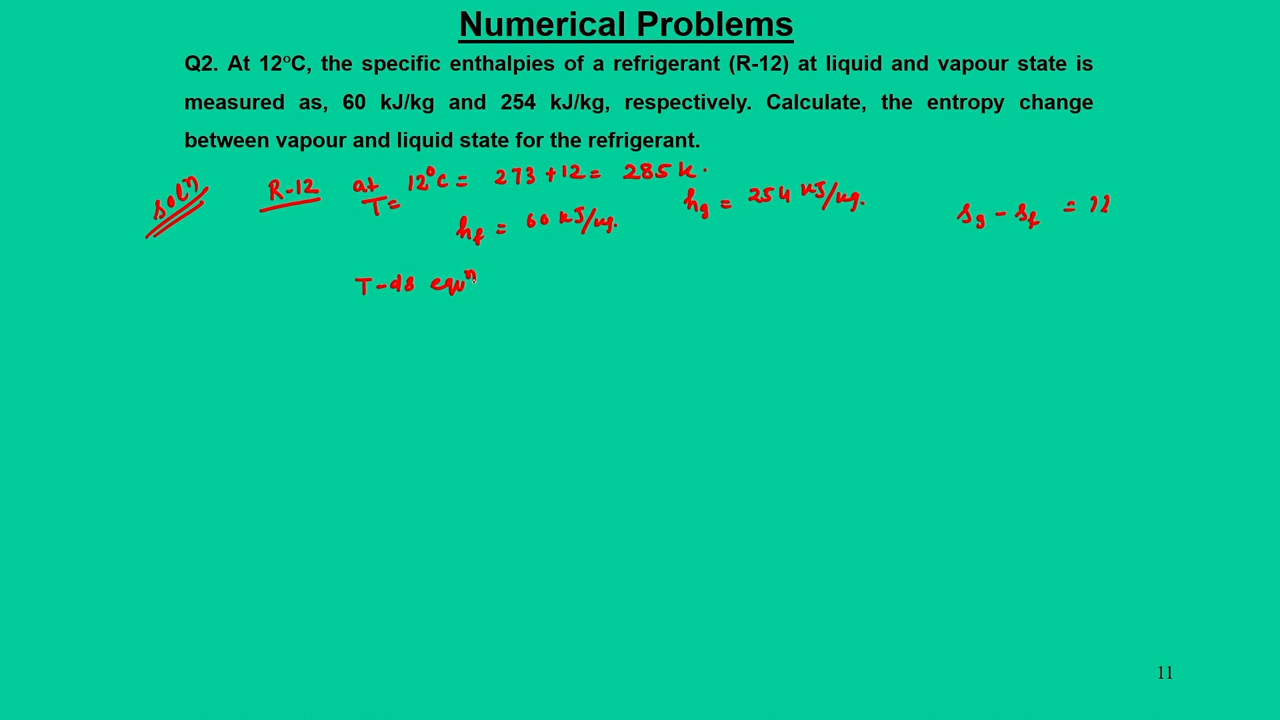 Numerical Problems
Q2. At 12°C, the specific enthalpies of a refrigerant (R-12) at liquid and vapour state is
measured as, 60 kJ/kg and 254 kJ/kg, respectively. Calculate, the entropy change
between vapour and liquid state for the refrigerant.
Solⁿ R-12 at 12°C = 273 + 12 = 285 K.
T = hg = 254 kJ/kg. sg - sf = ??
hf = 60 kJ/kg.
T-ds equⁿ
11